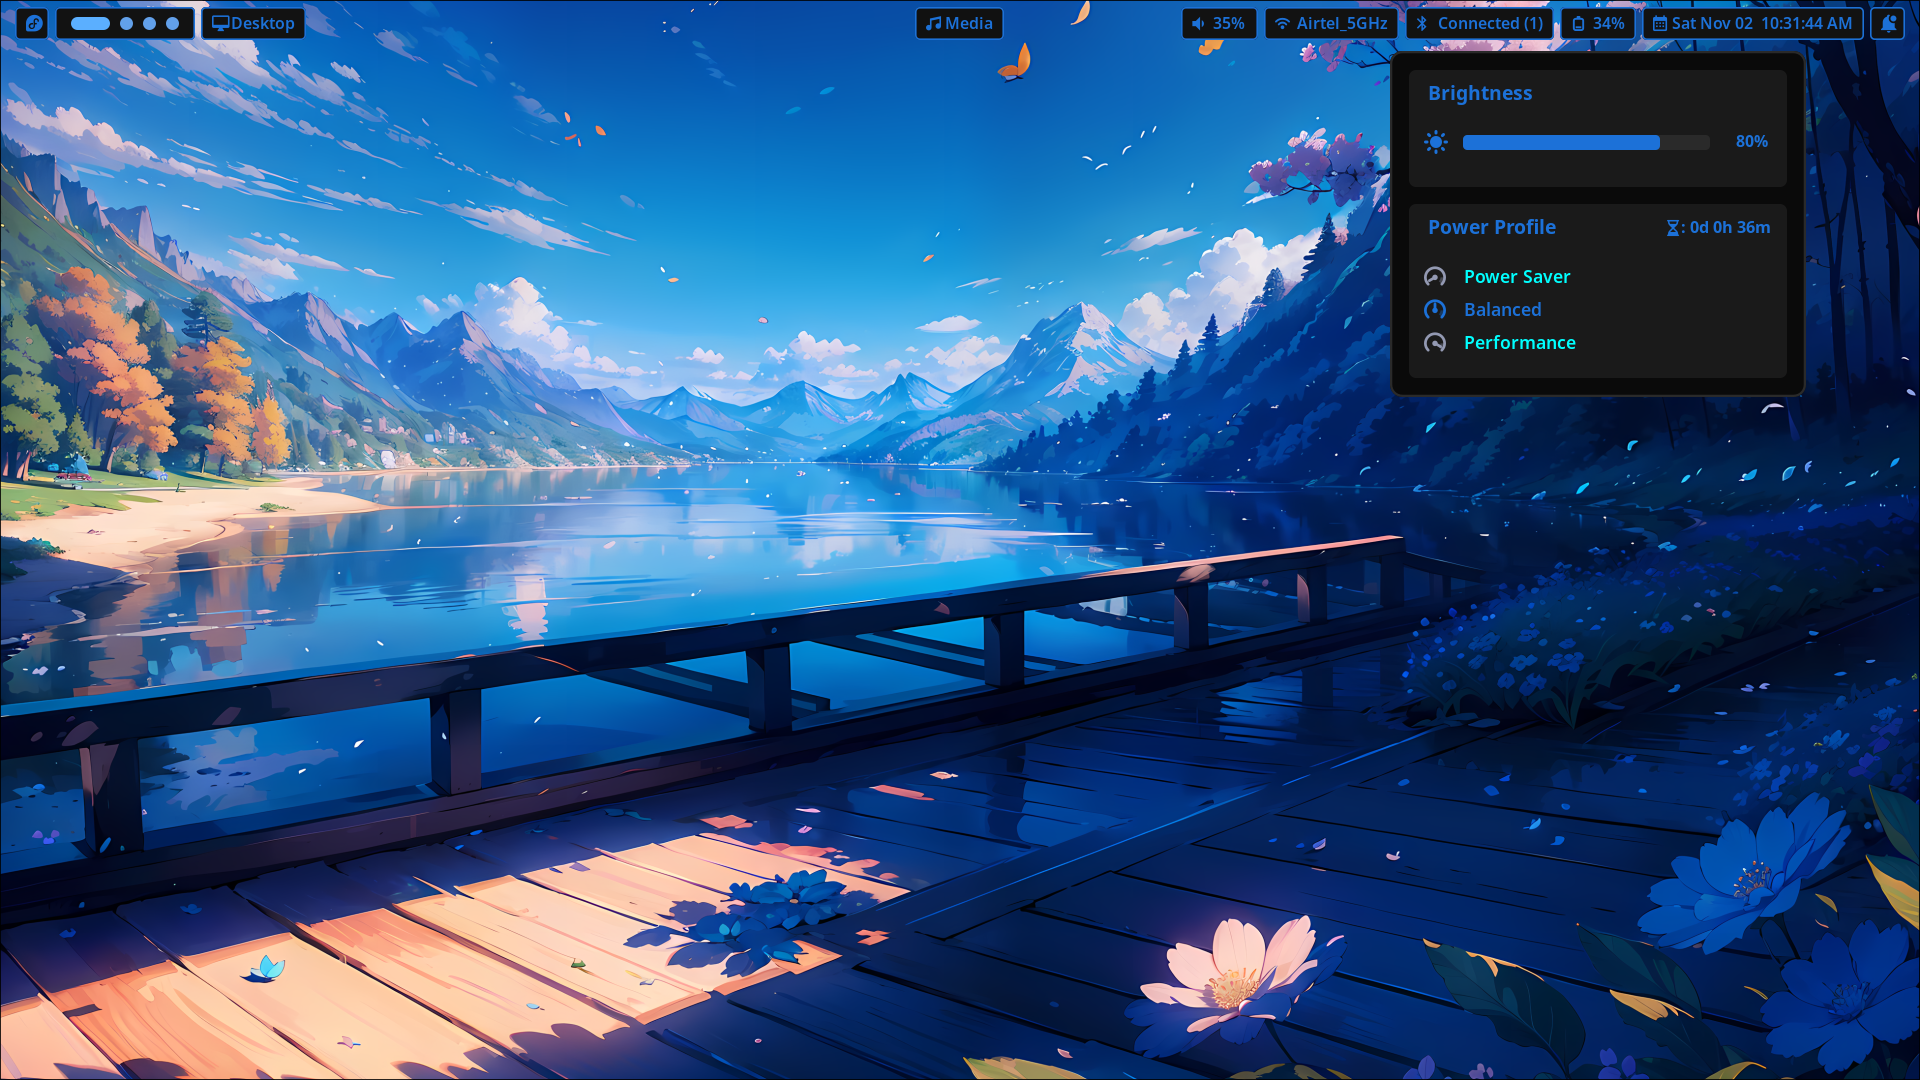 Desktop
Media
35%
Airtel_5GHz
Connected (1)
34%
Sat Nov 02 10:31:44 AM
Brightness
80%
Power Profile
: 0d 0h 36m
Power Saver
Balanced
Performance